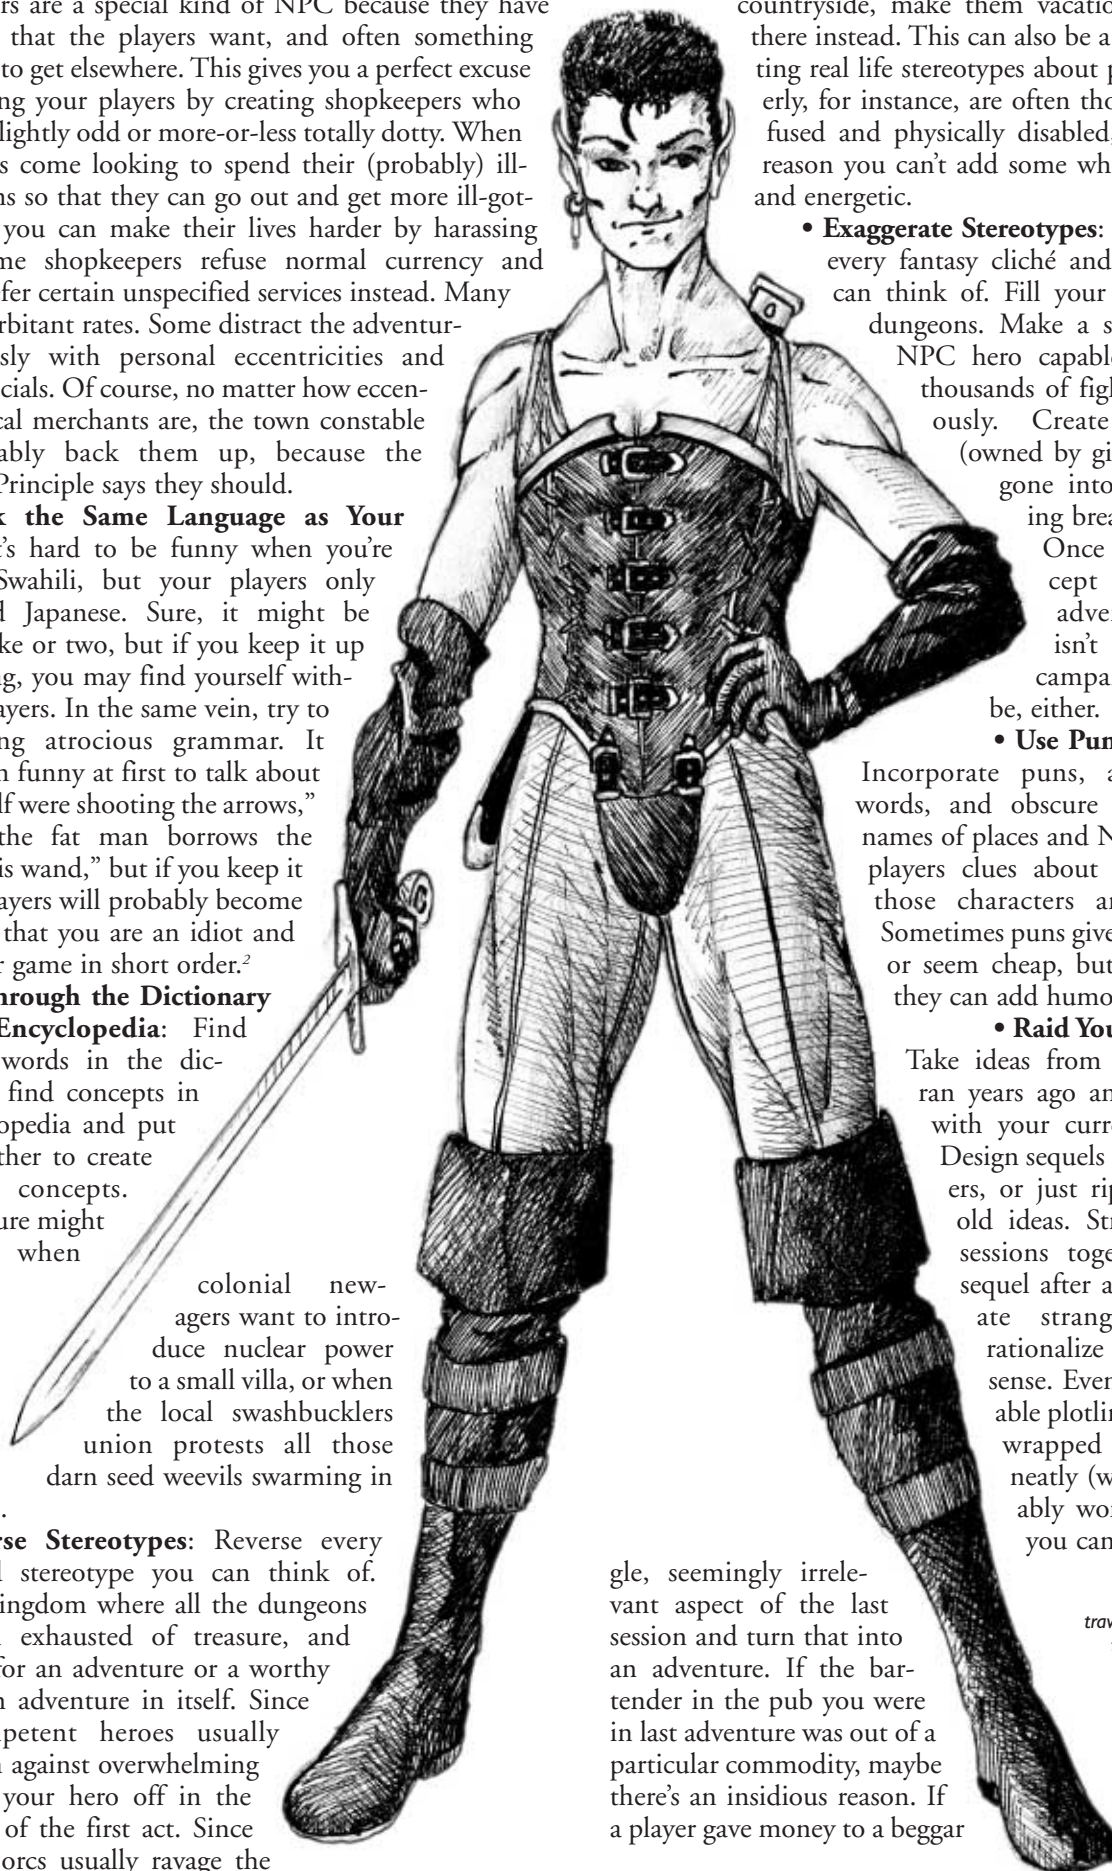 ers are a special kind of NPC because they have
that the players want, and often something
to get elsewhere. This gives you a perfect excuse
ng your players by creating shopkeepers who
lightly odd or more-or-less totally dotty. When
s come looking to spend their (probably) ill-
ns so that they can go out and get more ill-got-
you can make their lives harder by harassing
me shopkeepers refuse normal currency and
efer certain unspecified services instead. Many
rbitant rates. Some distract the adventur-
sly with personal eccentricities and
cials. Of course, no matter how eccen-
cal merchants are, the town constable
ably back them up, because the
Principle says they should.
k the Same Language as Your
t's hard to be funny when you're
Swahili, but your players only
d Japanese. Sure, it might be
ke or two, but if you keep it up
ng, you may find yourself with-
ayers. In the same vein, try to
ng atrocious grammar. It
n funny at first to talk about
lf were shooting the arrows,”
the fat man borrows the
is wand,” but if you keep it
ayers will probably become
that you are an idiot and
r game in short order.2
hrough the Dictionary
Encyclopedia: Find
words in the dic-
find concepts in
opedia and put
ther to create
concepts.
ure might
when
colonial new-
agers want to intro-
duce nuclear power
to a small villa, or when
the local swashbucklers
union protests all those
darn seed weevils swarming in
.
rse Stereotypes: Reverse every
l stereotype you can think of.
ingdom where all the dungeons
n exhausted of treasure, and
for an adventure or a worthy
n adventure in itself. Since
mpetent heroes usually
n against overwhelming
your hero off in the
of the first act. Since
orcs usually ravage the
countryside, make them vacatio
there instead. This can also be a
ting real life stereotypes about p
erly, for instance, are often tho
fused and physically disabled,
reason you can't add some wh
and energetic.
• Exaggerate Stereotypes:
every fantasy cliché and
can think of. Fill your
dungeons. Make a s
NPC hero capable
thousands of figh
ously. Create
(owned by gi
gone into
ing brea
Once
cept
adve
isn't
campa
be, either.
• Use Pun
Incorporate puns, a
words, and obscure
names of places and N
players clues about
those characters ar
Sometimes puns give
or seem cheap, but
they can add humo
• Raid You
Take ideas from
ran years ago an
with your curr
Design sequels
ers, or just rip
old ideas. Str
sessions toge
sequel after a
ate strang
rationalize
sense. Even
able plotlin
wrapped
neatly (w
ably wor
you can
gle, seemingly irrele-
vant aspect of the last
session and turn that into
an adventure. If the bar-
tender in the pub you were
in last adventure was out of a
particular commodity, maybe
there's an insidious reason. If
a player gave money to a beggar
trav